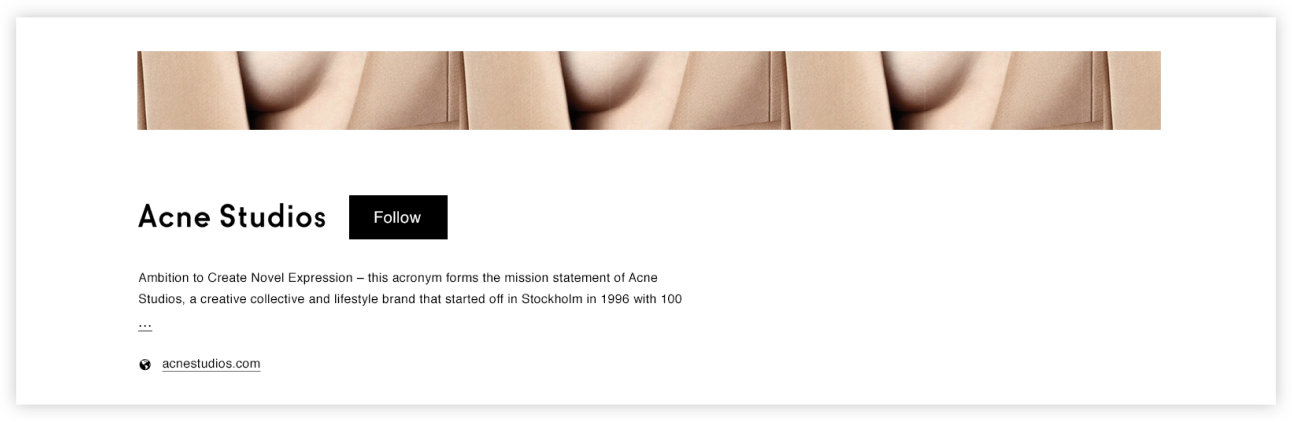 Acne Studios
Follow
Ambition to Create Novel Expression – this acronym forms the mission statement of Acne
Studios, a creative collective and lifestyle brand that started off in Stockholm in 1996 with 100
...
acnestudios.com